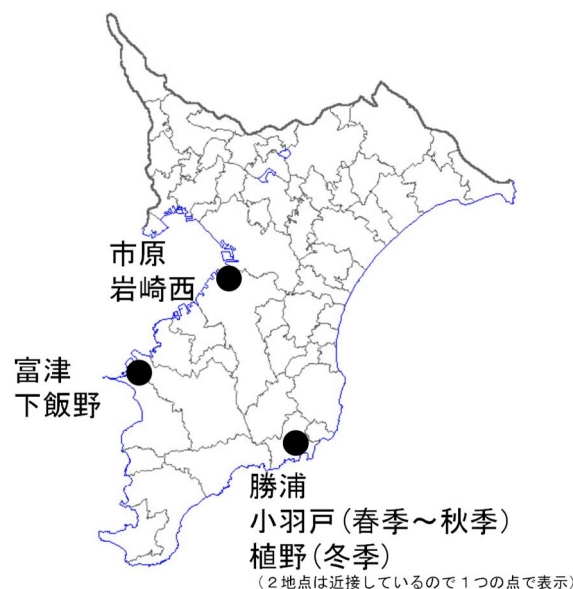 市原
岩崎西
富津
下飯野
勝浦
小羽戸(春季～秋季)
植野(冬季)
(2地点は近接しているので1つの点で表示)